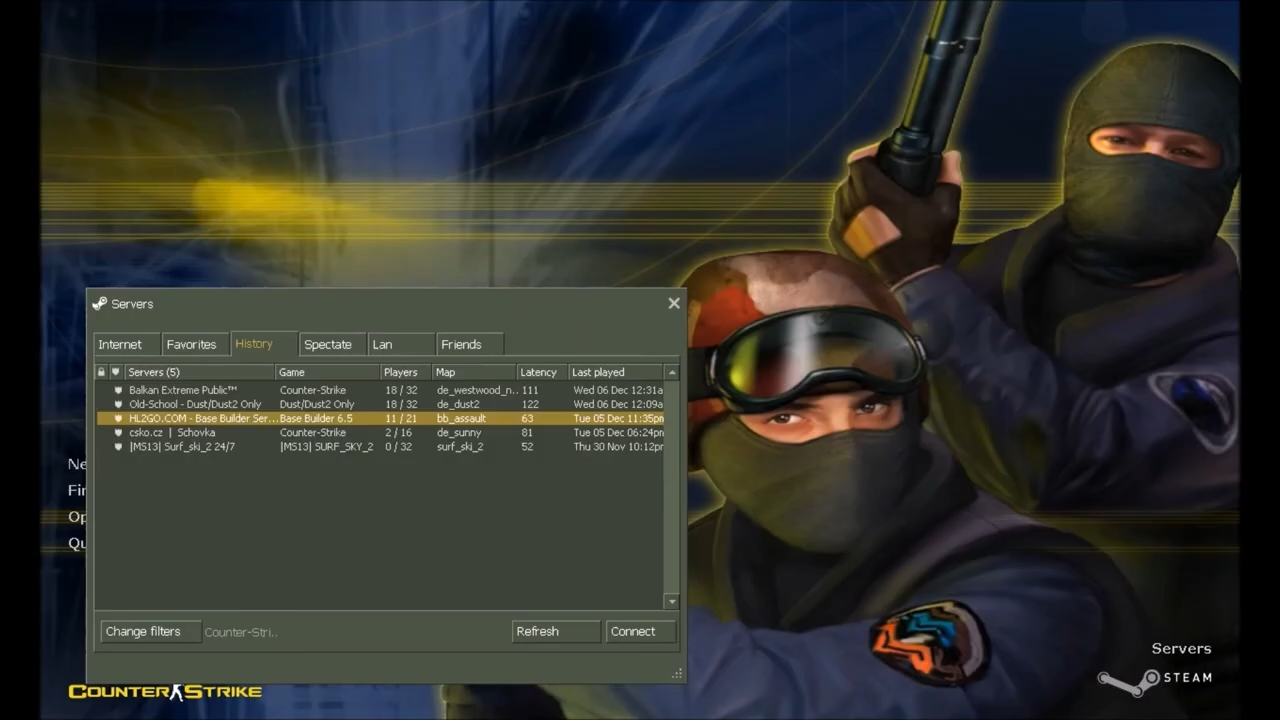 Servers
Internet Favorites History Spectate Lan Friends
Servers (5) Game Players Map Latency Last played
Balkan Extreme Public™ Counter-Strike 18 / 32 de_westwood_n.. 111 Wed 06 Dec 12:31a
Old-School - Dust/Dust2 Only Dust/Dust2 Only 18 / 32 de_dust2 122 Wed 06 Dec 12:09a
HL2GO.COM - Base Builder Ser... Base Builder 6.5 11 / 21 bb_assault 63 Tue 05 Dec 11:35pm
csko.cz | Schovka Counter-Strike 2 / 16 de_sunny 81 Tue 05 Dec 06:24pm
|MS13| Surf_ski_2 24/7 |MS13| SURF_SKY_2 0 / 32 surf_ski_2 52 Thu 30 Nov 10:12pm
Ne
Fin
Op
Qu
Change filters Counter-Stri.. Refresh Connect
Servers
STEAM
COUNTER STRIKE